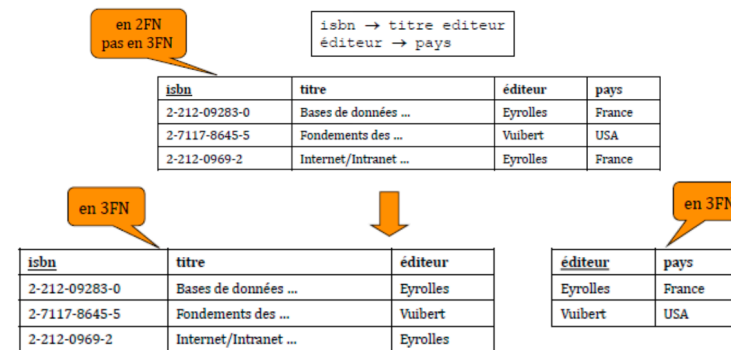 en 2FN
pas en 3FN
isbn → titre editeur
éditeur → pays
isbn titre éditeur pays
2-212-09283-0 Bases de données ... Eyrolles France
2-7117-8645-5 Fondements des ... Vuibert USA
2-212-0969-2 Internet/Intranet ... Eyrolles France
en 3FN
en 3FN
isbn titre éditeur
2-212-09283-0 Bases de données ... Eyrolles
2-7117-8645-5 Fondements des ... Vuibert
2-212-0969-2 Internet/Intranet ... Eyrolles
éditeur pays
Eyrolles France
Vuibert USA